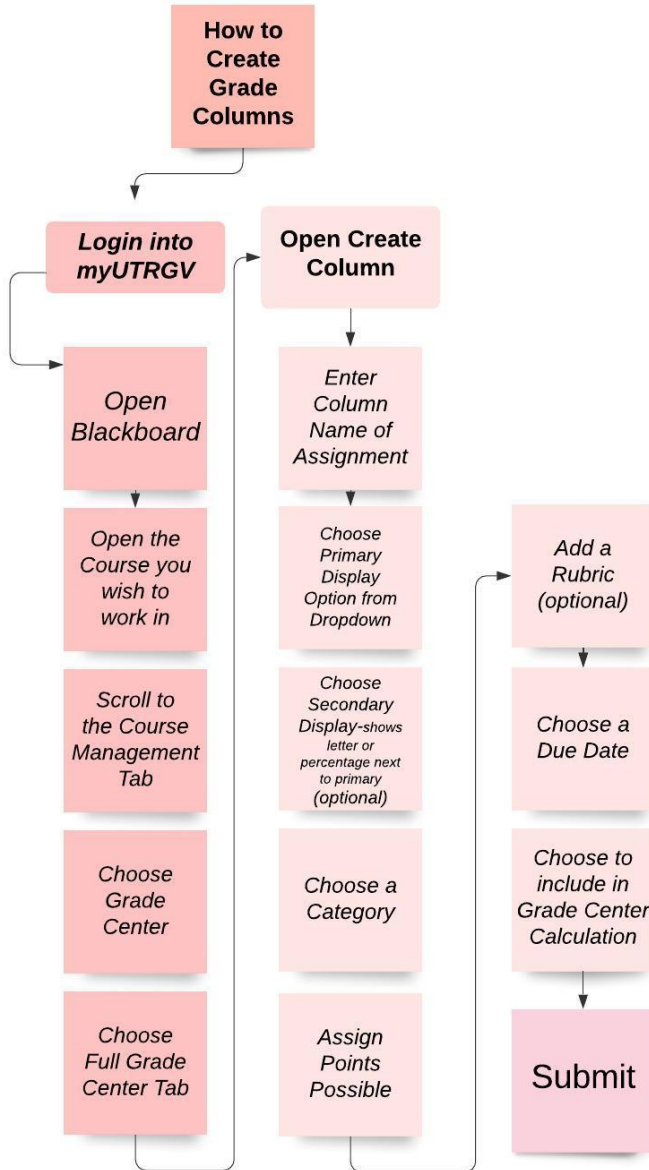 How to
Create
Grade
Columns
Login into
myUTRGV
Open
Blackboard
Open the
Course you
wish to
work in
Scroll to
the Course
Management
Tab
Choose
Grade
Center
Choose
Full Grade
Center Tab
Open Create
Column
Enter
Column
Name of
Assignment
Choose
Primary
Display
Option from
Dropdown
Choose
Secondary
Display-shows
letter or
percentage next
to primary
(optional)
Choose a
Category
Assign
Points
Possible
Add a
Rubric
(optional)
Choose a
Due Date
Choose to
include in
Grade Center
Calculation
Submit